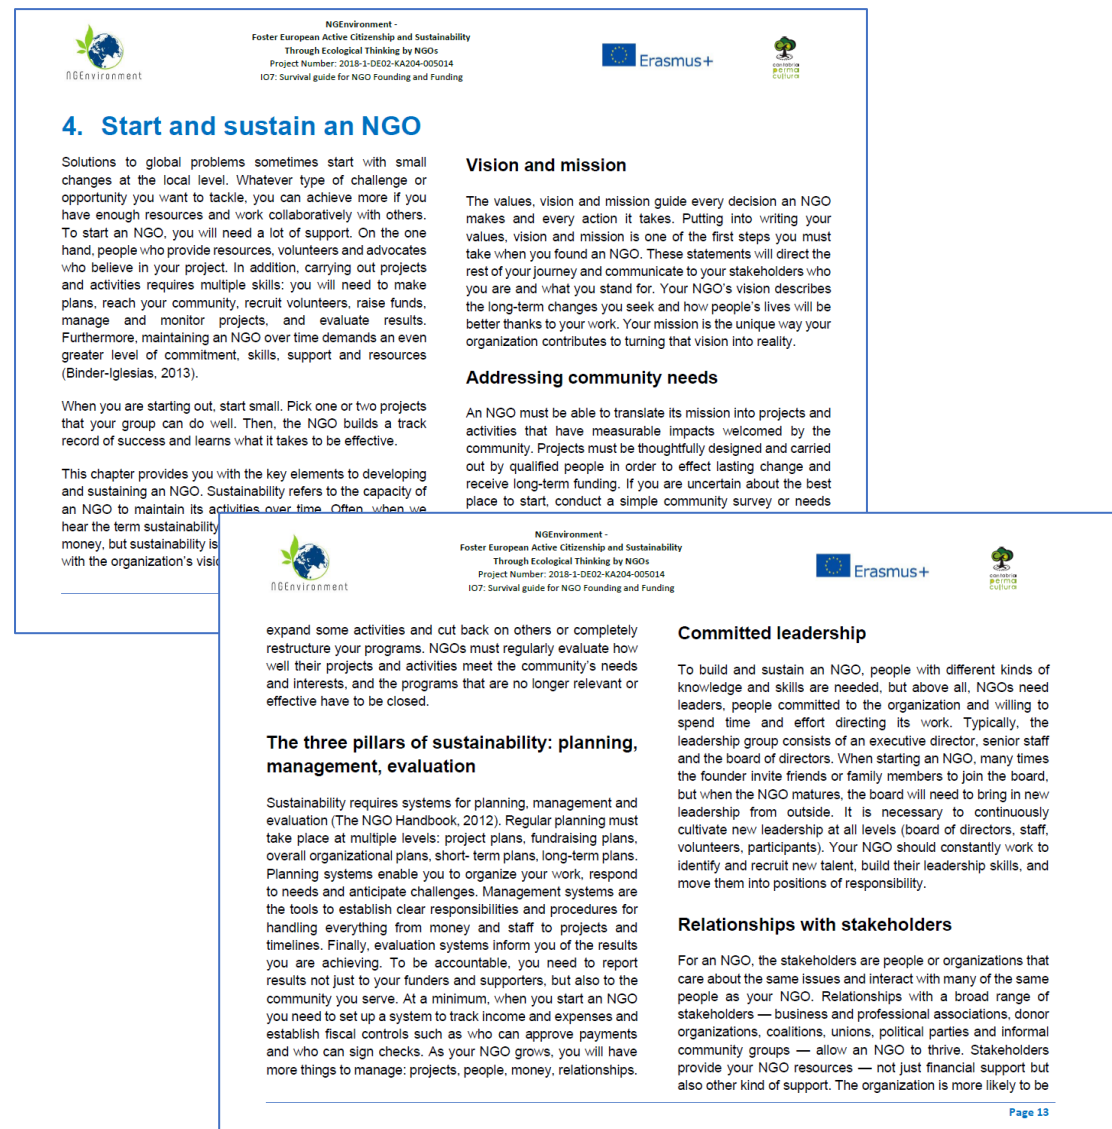 NGEnvironment
NGEnvironment -
Foster European Active Citizenship and Sustainability
Through Ecological Thinking by NGOs
Project Number: 2018-1-DE02-KA204-005014
IO7: Survival guide for NGO Founding and Funding
Erasmus+
cantabria
perma
cultura
4. Start and sustain an NGO
Solutions to global problems sometimes start with small
changes at the local level. Whatever type of challenge or
opportunity you want to tackle, you can achieve more if you
have enough resources and work collaboratively with others.
To start an NGO, you will need a lot of support. On the one
hand, people who provide resources, volunteers and advocates
who believe in your project. In addition, carrying out projects
and activities requires multiple skills: you will need to make
plans, reach your community, recruit volunteers, raise funds,
manage and monitor projects, and evaluate results.
Furthermore, maintaining an NGO over time demands an even
greater level of commitment, skills, support and resources
(Binder-Iglesias, 2013).
When you are starting out, start small. Pick one or two projects
that your group can do well. Then, the NGO builds a track
record of success and learns what it takes to be effective.
This chapter provides you with the key elements to developing
and sustaining an NGO. Sustainability refers to the capacity of
an NGO to maintain its activities over time. Often, when we
hear the term sustainability
money, but sustainability is
with the organization's
Vision and mission
The values, vision and mission guide every decision an NGO
makes and every action it takes. Putting into writing your
values, vision and mission is one of the first steps you must
take when you found an NGO. These statements will direct the
rest of your journey and communicate to your stakeholders who
you are and what you stand for. Your NGO's vision describes
the long-term changes you seek and how people's lives will be
better thanks to your work. Your mission is the unique way your
organization contributes to turning that vision into reality.
Addressing community needs
An NGO must be able to translate its mission into projects and
activities that have measurable impacts welcomed by the
community. Projects must be thoughtfully designed and carried
out by qualified people in order to effect lasting change and
receive long-term funding. If you are uncertain about the best
place to start, conduct a simple community survey or needs
NGEnvironment
NGEnvironment -
Foster European Active Citizenship and Sustainability
Through Ecological Thinking by NGOs
Project Number: 2018-1-DE02-KA204-005014
IO7: Survival guide for NGO Founding and Funding
Erasmus+
cantabria
perma
cultura
expand some activities and cut back on others or completely
restructure your programs. NGOs must regularly evaluate how
well their projects and activities meet the community's needs
and interests, and the programs that are no longer relevant or
effective have to be closed.
The three pillars of sustainability: planning,
management, evaluation
Sustainability requires systems for planning, management and
evaluation (The NGO Handbook, 2012). Regular planning must
take place at multiple levels: project plans, fundraising plans,
overall organizational plans, short- term plans, long-term plans.
Planning systems enable you to organize your work, respond
to needs and anticipate challenges. Management systems are
the tools to establish clear responsibilities and procedures for
handling everything from money and staff to projects and
timelines. Finally, evaluation systems inform you of the results
you are achieving. To be accountable, you need to report
results not just to your funders and supporters, but also to the
community you serve. At a minimum, when you start an NGO
you need to set up a system to track income and expenses and
establish fiscal controls such as who can approve payments
and who can sign checks. As your NGO grows, you will have
more things to manage: projects, people, money, relationships.
Committed leadership
To build and sustain an NGO, people with different kinds of
knowledge and skills are needed, but above all, NGOs need
leaders, people committed to the organization and willing to
spend time and effort directing its work. Typically, the
leadership group consists of an executive director, senior staff
and the board of directors. When starting an NGO, many times
the founder invite friends or family members to join the board,
but when the NGO matures, the board will need to bring in new
leadership from outside. It is necessary to continuously
cultivate new leadership at all levels (board of directors, staff,
volunteers, participants). Your NGO should constantly work to
identify and recruit new talent, build their leadership skills, and
move them into positions of responsibility.
Relationships with stakeholders
For an NGO, the stakeholders are people or organizations that
care about the same issues and interact with many of the same
people as your NGO. Relationships with a broad range of
stakeholders — business and professional associations, donor
organizations, coalitions, unions, political parties and informal
community groups — allow an NGO to thrive. Stakeholders
provide your NGO resources — not just financial support but
also other kind of support. The organization is more likely to be
Page 13